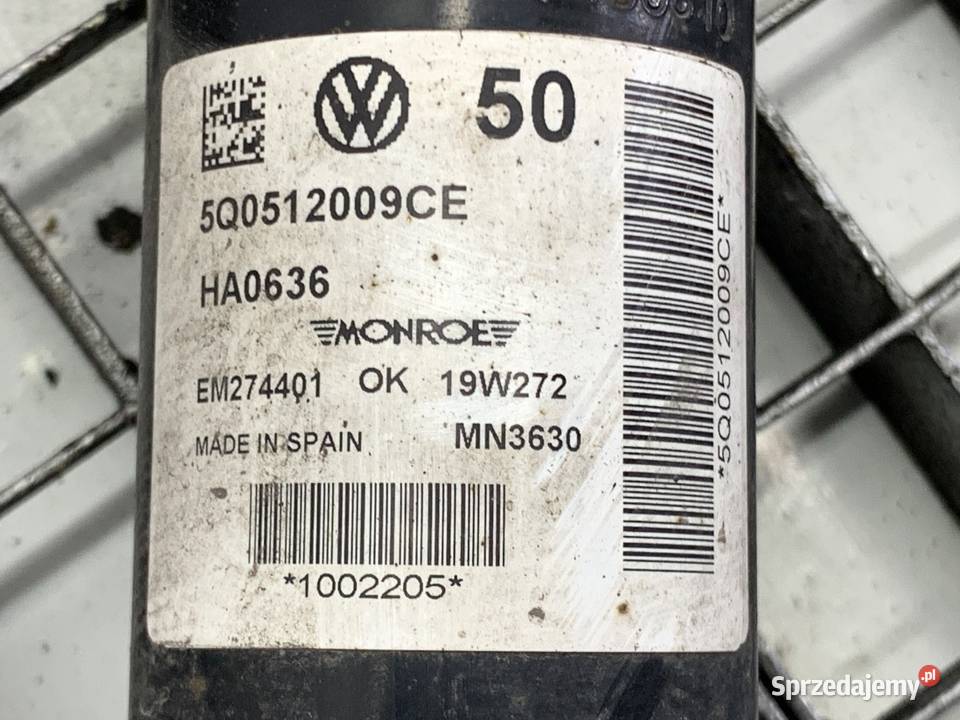 50
5Q0512009CE
HA0636
MONROE
EM274401 OK 19W272
MADE IN SPAIN MN3630
*1002205*
*5Q0512009CE*
Sprzedajemy.pl